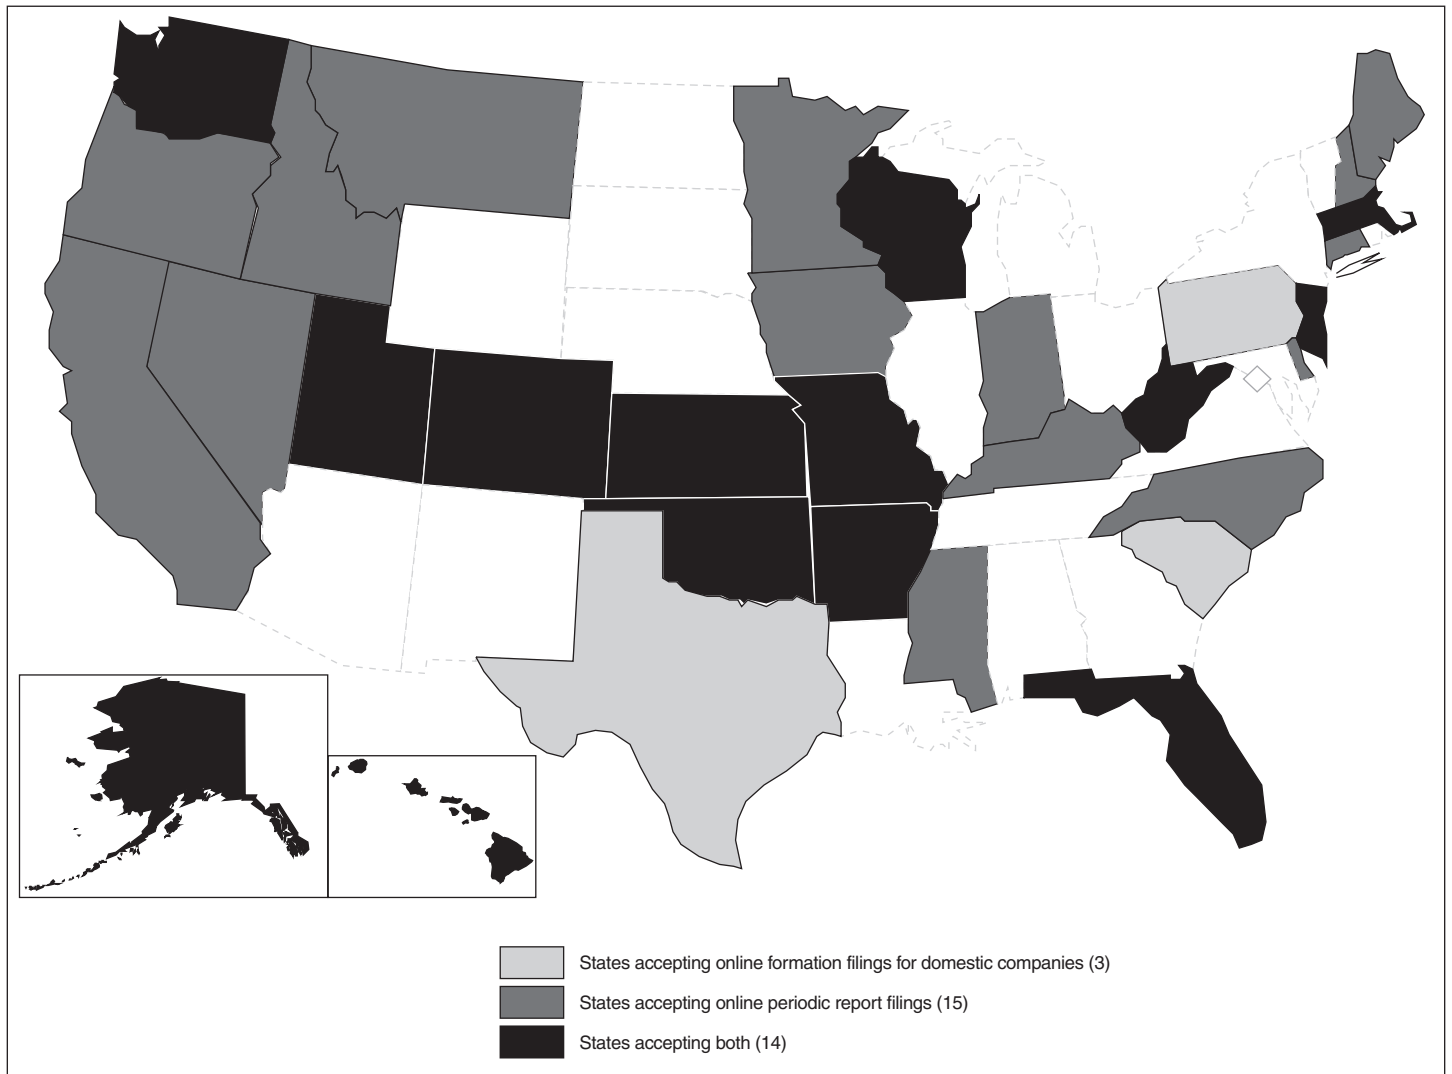 States accepting online formation filings for domestic companies (3)
States accepting online periodic report filings (15)
States accepting both (14)